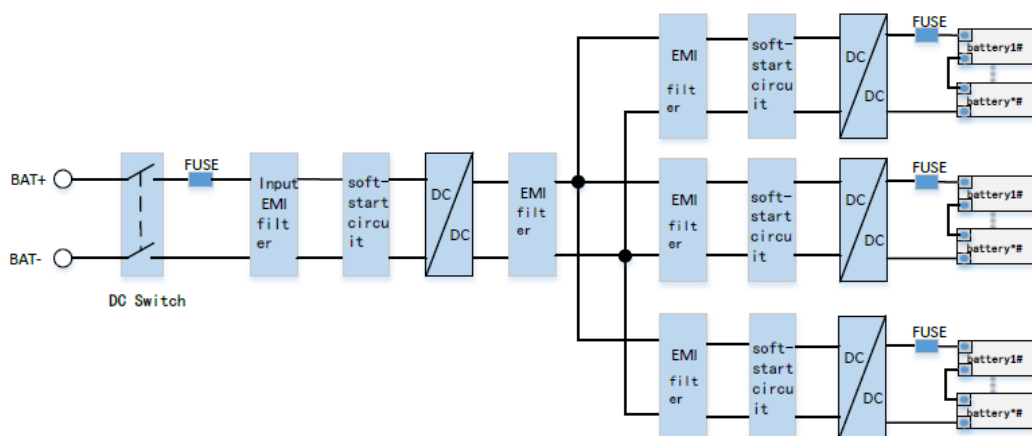 FUSE
EMI
filt
er
soft-
start
circu
it
DC
DC
battery1#
battery*#
BAT+
BAT-
DC Switch
FUSE
Input
EMI
filt
er
soft-
start
circu
it
DC
DC
EMI
filt
er
EMI
filt
er
soft-
start
circu
it
DC
DC
FUSE
battery1#
battery*#
EMI
filt
er
soft-
start
circu
it
DC
DC
FUSE
battery1#
battery*#